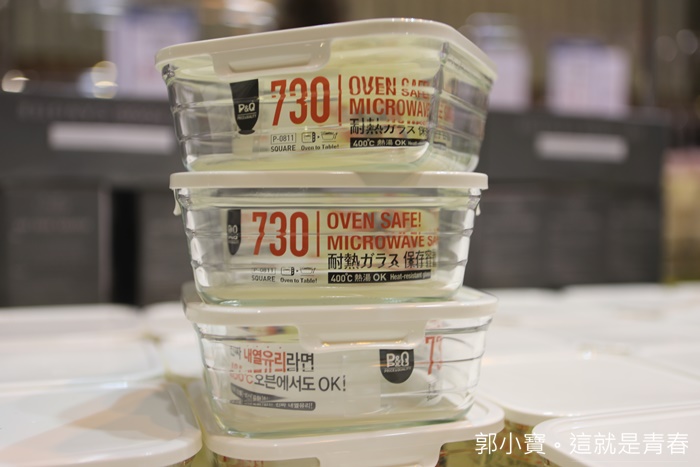 P&Q
730
OVEN SAFE!
MICROWAVE
P-0811
SQUARE
Oven to Table!
耐熱ガラス 保存
400℃ 熱湯 OK
730
OVEN SAFE!
MICROWAVE
P-0811
SQUARE
Oven to Table!
耐熱ガラス 保存容
400℃ 熱湯 OK Heat-resistant
내열유리라면
오븐에서도 OK!
P&Q
郭小寶。這就是青春